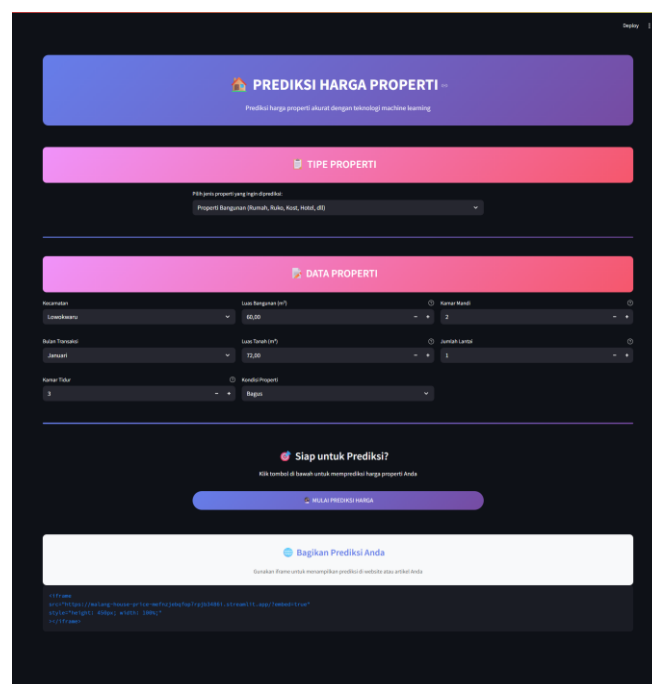 Deploy
PREDIKSI HARGA PROPERTI
Prediksi harga properti akurat dengan teknologi machine learning
TIPE PROPERTI
Pilih jenis properti yang ingin diprediksi:
Properti Bangunan (Rumah, Ruko, Kost, Hotel, dll)
DATA PROPERTI
Kecamatan
Luas Bangunan (m²)
Kamar Mandi
Lowokwaru
60,00
- +
2
- +
Bulan Transaksi
Luas Tanah (m²)
Jumlah Lantai
Januari
72,00
- +
1
- +
Kamar Tidur
Kondisi Properti
3
- +
Bagus
Siap untuk Prediksi?
Klik tombol di bawah untuk memprediksi harga properti Anda
MULAI PREDIKSI HARGA
Bagikan Prediksi Anda
Gunakan iframe untuk menampilkan prediksi di website atau artikel Anda
<iframe
style="height: 450px; width: 100%;"
></iframe>